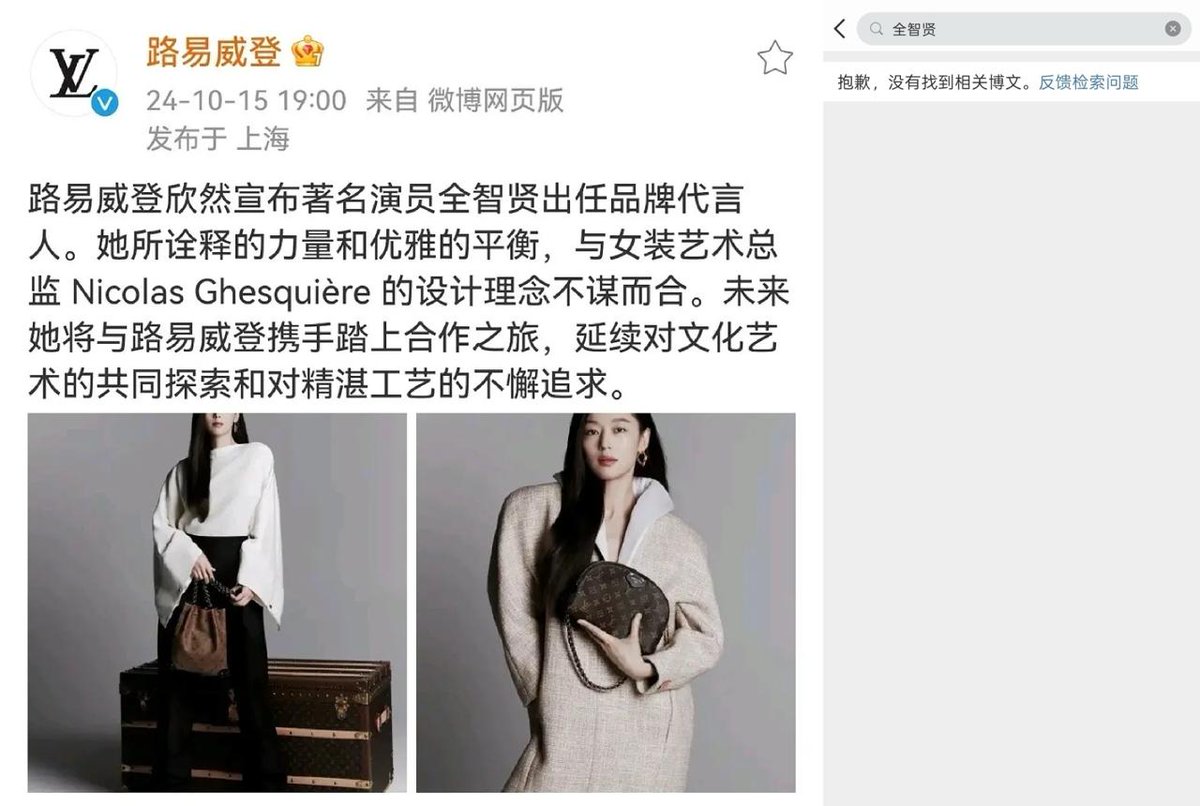 路易威登
24-10-15 19:00 来自 微博网页版
发布于 上海
路易威登欣然宣布著名演员全智贤出任品牌代言
人。她所诠释的力量和优雅的平衡，与女装艺术总
监 Nicolas Ghesquière 的设计理念不谋而合。未来
她将与路易威登携手踏上合作之旅，延续对文化艺
术的共同探索和对精湛工艺的不懈追求。
全智贤
抱歉，没有找到相关博文。反馈检索问题